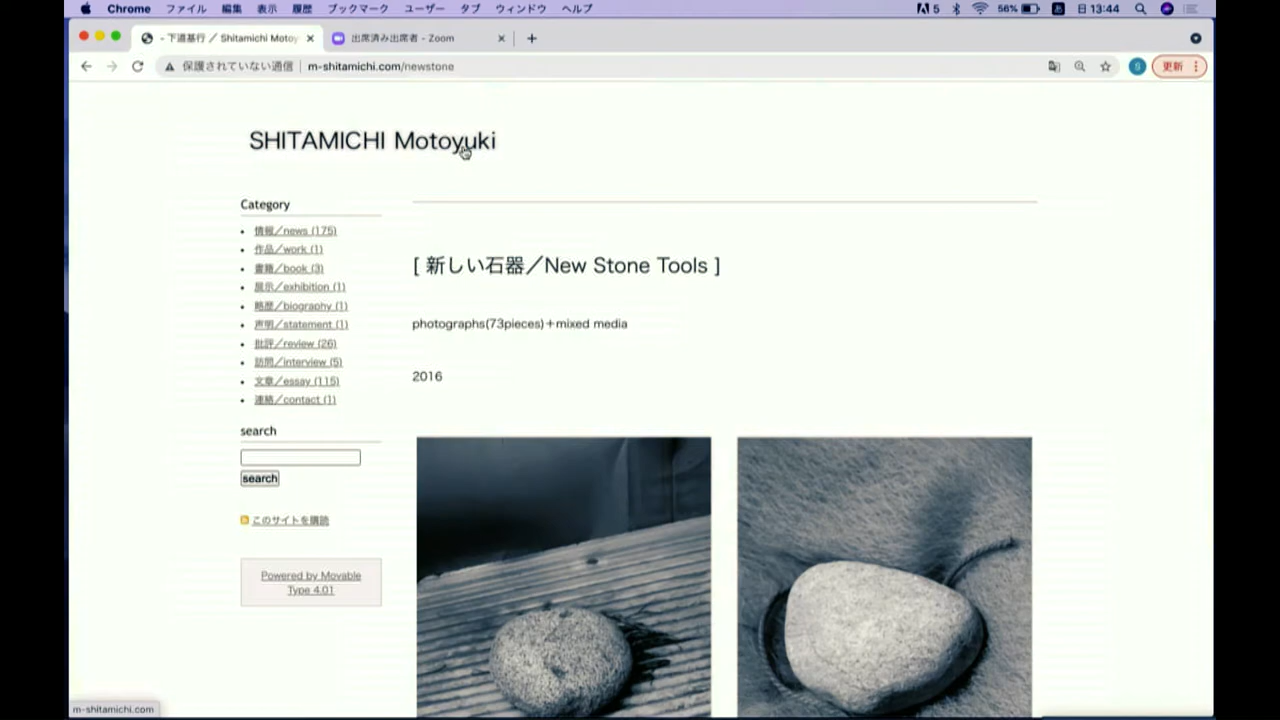 Chrome ファイル 編集 表示 履歴 ブックマーク ユーザー タブ ウィンドウ ヘルプ 5 56% あ 日 13:44
- 下道基行 ／ Shitamichi Motoy
出席済み出席者 - Zoom
保護されていない通信 m-shitamichi.com/newstone S 更新
SHITAMICHI Motoyuki
Category
情報／news (175)
作品／work (1)
書籍／book (3)
展示／exhibition (1)
略歴／biography (1)
声明／statement (1)
批評／review (26)
訪問／interview (5)
文章／essay (115)
連絡／contact (1)
search
search
このサイトを購読
Powered by Movable
Type 4.01
[ 新しい石器／New Stone Tools ]
photographs(73pieces)＋mixed media
2016
m-shitamichi.com